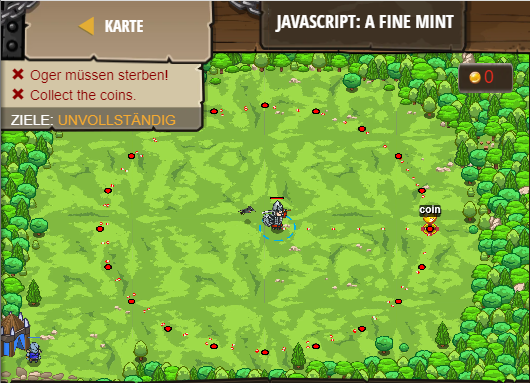 KARTE
JAVASCRIPT: A FINE MINT
Oger müssen sterben!
Collect the coins.
ZIELE: UNVOLLSTÄNDIG
0
coin